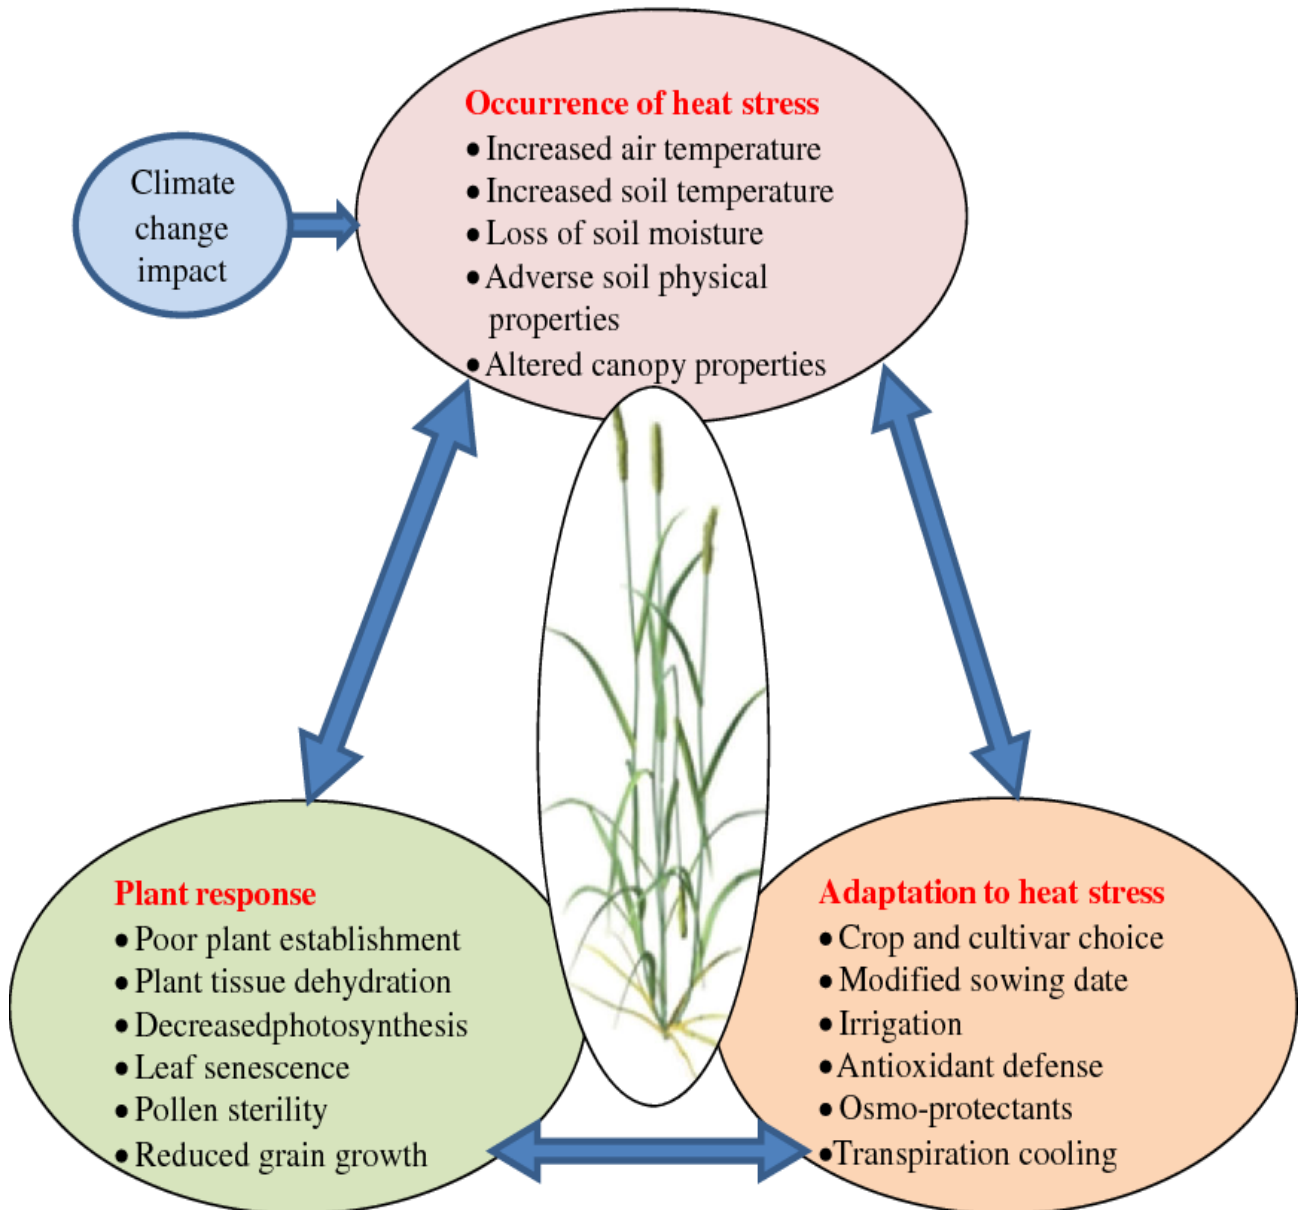 Climate
change
impact
Occurrence of heat stress
• Increased air temperature
• Increased soil temperature
• Loss of soil moisture
• Adverse soil physical
properties
• Altered canopy properties
Plant response
• Poor plant establishment
• Plant tissue dehydration
• Decreasedphotosynthesis
• Leaf senescence
• Pollen sterility
• Reduced grain growth
Adaptation to heat stress
• Crop and cultivar choice
• Modified sowing date
• Irrigation
• Antioxidant defense
• Osmo-protectants
•Transpiration cooling